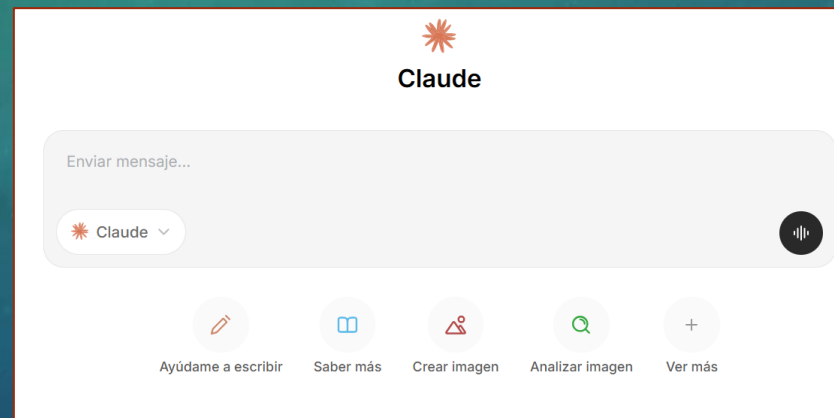 Claude
Enviar mensaje...
Claude
Ayúdame a escribir
Saber más
Crear imagen
Analizar imagen
Ver más